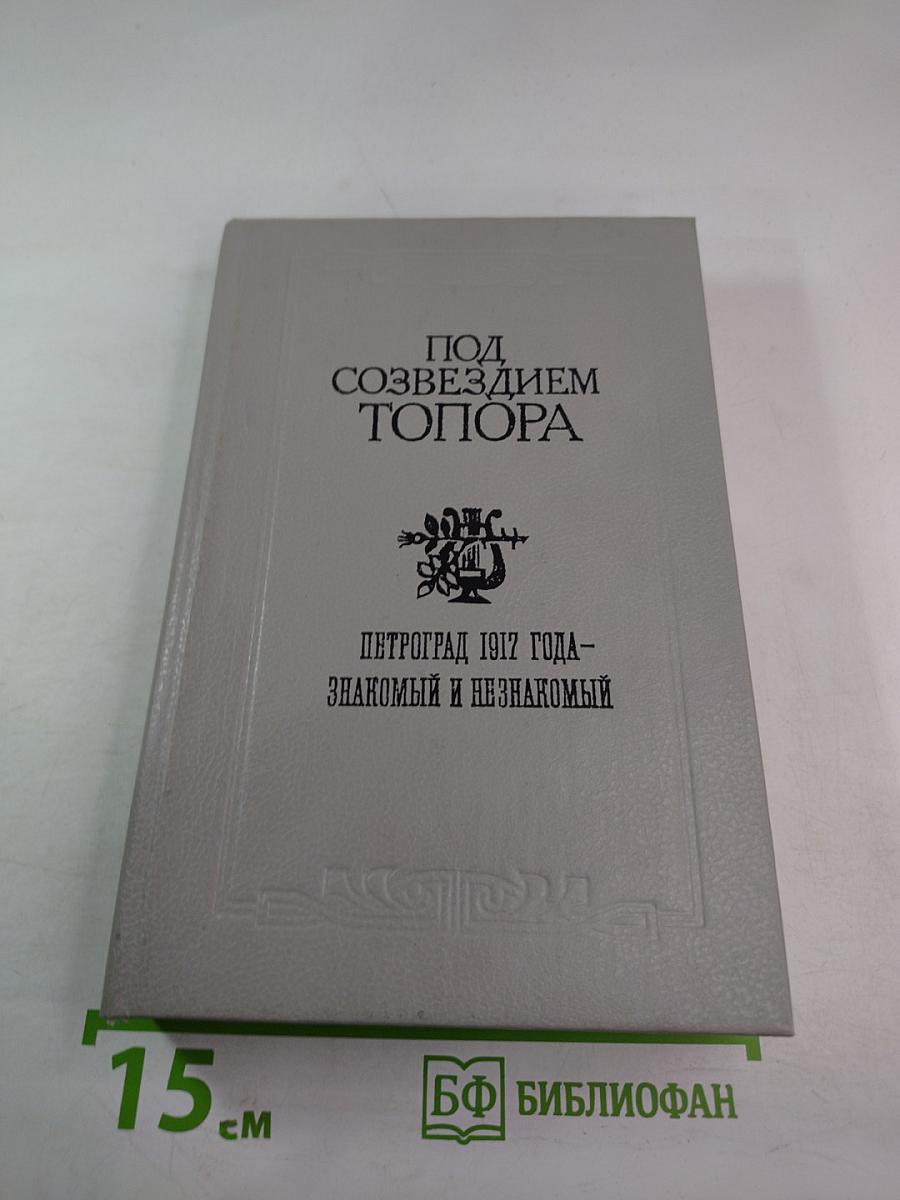 ПОД
СОЗВЕЗДИЕМ
ТОПОРА
ПЕТРОГРАД 1917 ГОДА—
ЗНАКОМЫЙ И НЕЗНАКОМЫЙ
15 см
БФ БИБЛИОФАН